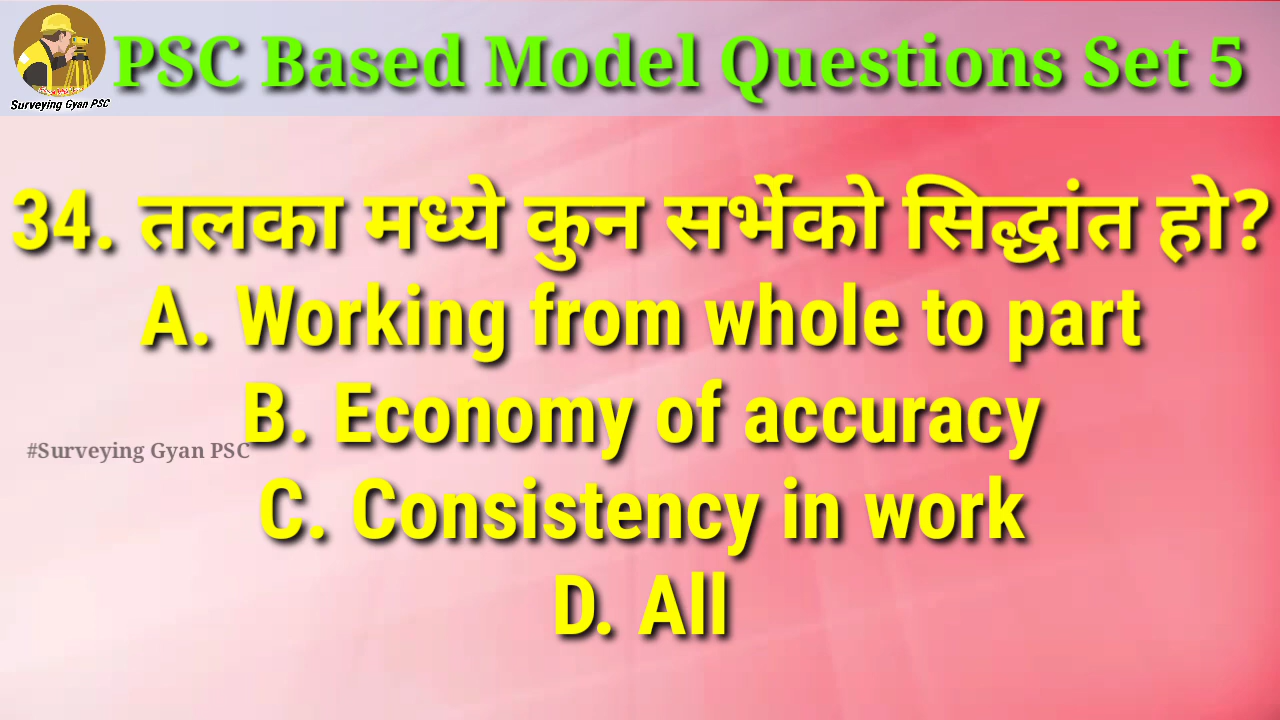 PSC Based Model Questions Set 5
Surveying Gyan PSC
34. तलका मध्ये कुन सर्भेको सिद्धांत हो?
A. Working from whole to part
B. Economy of accuracy
#Surveying Gyan PSC
C. Consistency in work
D. All